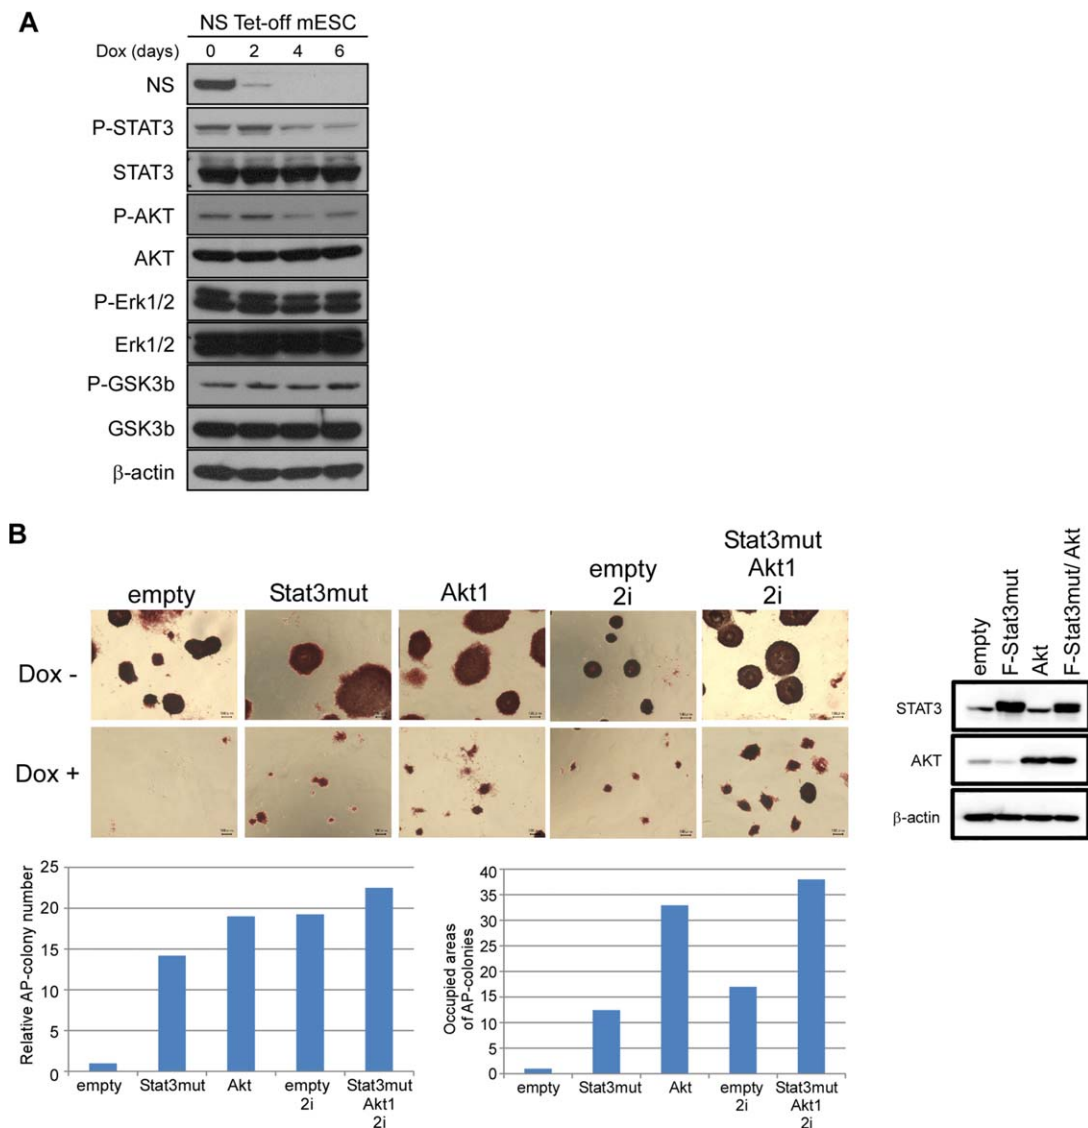 A
NS Tet-off mESC
Dox (days) 0 2 4 6
NS
P-STAT3
STAT3
P-AKT
AKT
P-Erk1/2
Erk1/2
P-GSK3b
GSK3b
β-actin
B
empty
Stat3mut
Akt1
empty
2i
Stat3mut
Akt1
2i
Dox -
Dox +
empty
F-Stat3mut
Akt
F-Stat3mut/ Akt
STAT3
AKT
β-actin
Relative AP-colony number
25
20
15
10
5
0
empty
Stat3mut
Akt
empty
2i
Stat3mut
Akt1
2i
Occupied areas
of AP-colonies
40
35
30
25
20
15
10
5
0
empty
Stat3mut
Akt
empty
2i
Stat3mut
Akt1
2i